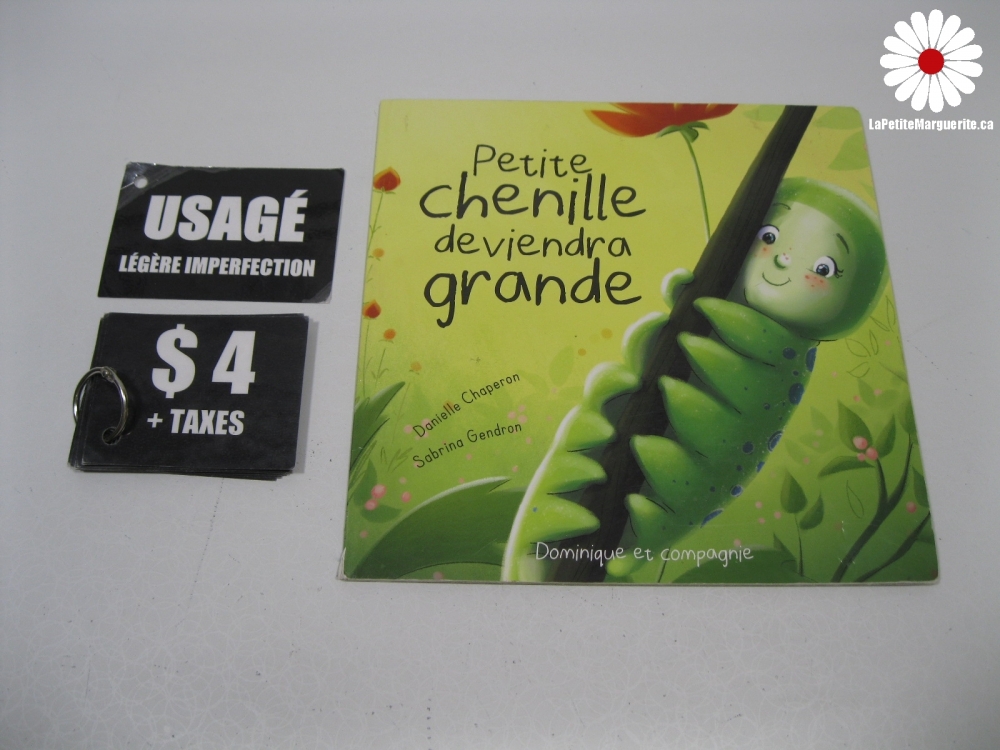 LaPetiteMarguerite.ca
USAGÉ
LÉGÈRE IMPERFECTION
$ 4
+ TAXES
Petite
chenille
deviendra
grande
Danielle Chaperon
Sabrina Gendron
Dominique et compagnie